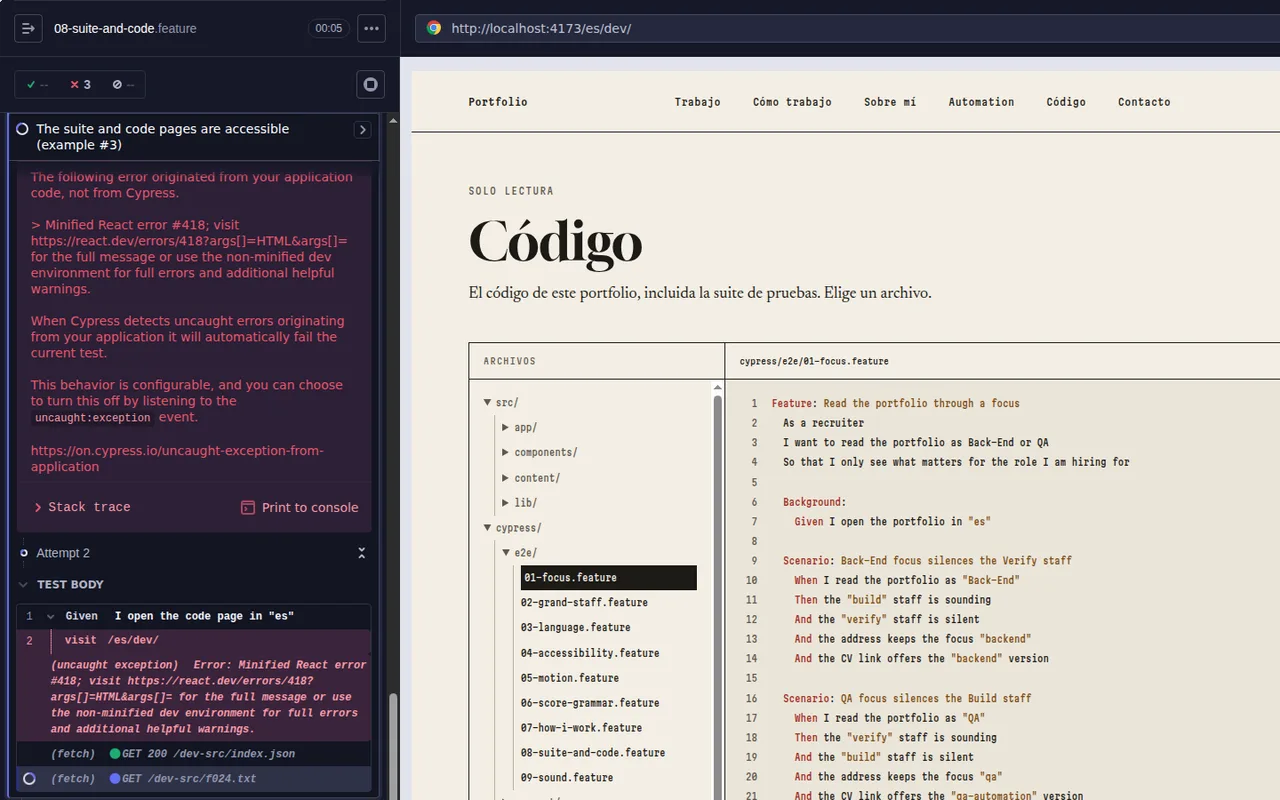 08-suite-and-code.feature
00:05
--
3
--
The suite and code pages are accessible
(example #3)
The following error originated from your application
code, not from Cypress.
> Minified React error #418; visit
https://react.dev/errors/418?args[]=HTML&args[]=
for the full message or use the non-minified dev
environment for full errors and additional helpful
warnings.
When Cypress detects uncaught errors originating
from your application it will automatically fail the
current test.
This behavior is configurable, and you can choose
to turn this off by listening to the
uncaught:exception event.
https://on.cypress.io/uncaught-exception-from-
application
Stack trace
Print to console
Attempt 2
TEST BODY
1 Given I open the code page in "es"
2 visit /es/dev/
(uncaught exception) Error: Minified React error
#418; visit https://react.dev/errors/418?
args[]=HTML&args[]= for the full message or use
the non-minified dev environment for full errors
and additional helpful warnings.
(fetch) GET 200 /dev-src/index.json
(fetch) GET /dev-src/f024.txt
http://localhost:4173/es/dev/
Portfolio
Trabajo
Cómo trabajo
Sobre mí
Automation
Código
Contacto
SOLO LECTURA
Código
El código de este portfolio, incluida la suite de pruebas. Elige un archivo.
ARCHIVOS
src/
app/
components/
content/
lib/
cypress/
e2e/
01-focus.feature
02-grand-staff.feature
03-language.feature
04-accessibility.feature
05-motion.feature
06-score-grammar.feature
07-how-i-work.feature
08-suite-and-code.feature
09-sound.feature
cypress/e2e/01-focus.feature
1 Feature: Read the portfolio through a focus
2 As a recruiter
3 I want to read the portfolio as Back-End or QA
4 So that I only see what matters for the role I am hiring for
5
6 Background:
7 Given I open the portfolio in "es"
8
9 Scenario: Back-End focus silences the Verify staff
10 When I read the portfolio as "Back-End"
11 Then the "build" staff is sounding
12 And the "verify" staff is silent
13 And the address keeps the focus "backend"
14 And the CV link offers the "backend" version
15
16 Scenario: QA focus silences the Build staff
17 When I read the portfolio as "QA"
18 Then the "verify" staff is sounding
19 And the "build" staff is silent
20 And the address keeps the focus "qa"
21 And the CV link offers the "qa-automation" version